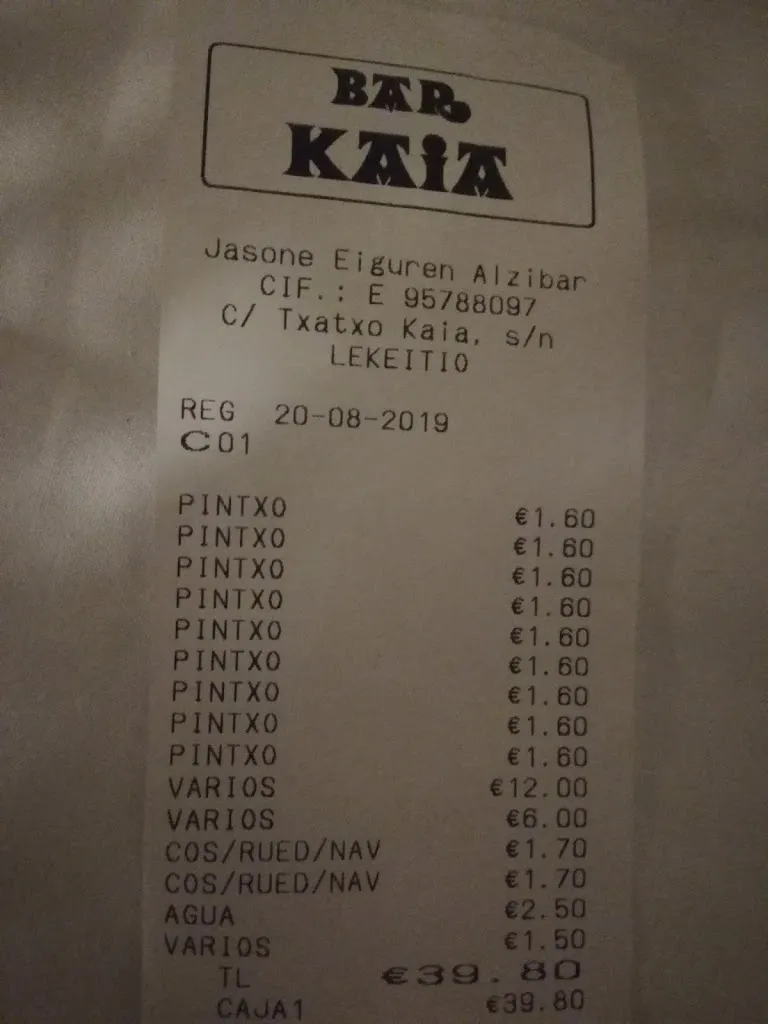 BAR
KAIA
Jasone Eiguren Alzibar
CIF.: E 95788097
C/ Txatxo Kaia, s/n
LEKEITIO
REG 20-08-2019
C01
PINTXO €1.60
PINTXO €1.60
PINTXO €1.60
PINTXO €1.60
PINTXO €1.60
PINTXO €1.60
PINTXO €1.60
PINTXO €1.60
PINTXO €1.60
VARIOS €12.00
VARIOS €6.00
COS/RUED/NAV €1.70
COS/RUED/NAV €1.70
AGUA €2.50
VARIOS €1.50
TL €39.80
CAJA1 €39.80